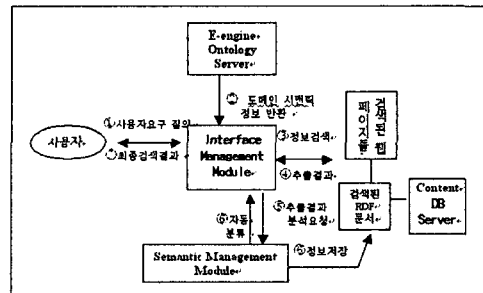 E-engine
Ontology
Server
② 도메인 시맨틱
정보 반환
①사용자요구 질의
사용자
최종검색결과
Interface
Management
Module
③정보검색
④추출결과
검색된 웹
페이지들
검색된
RDF
문서
Content
DB
Server
⑤추출결과
분석요청
자동
분류
⑥정보저장
Semantic Management
Module